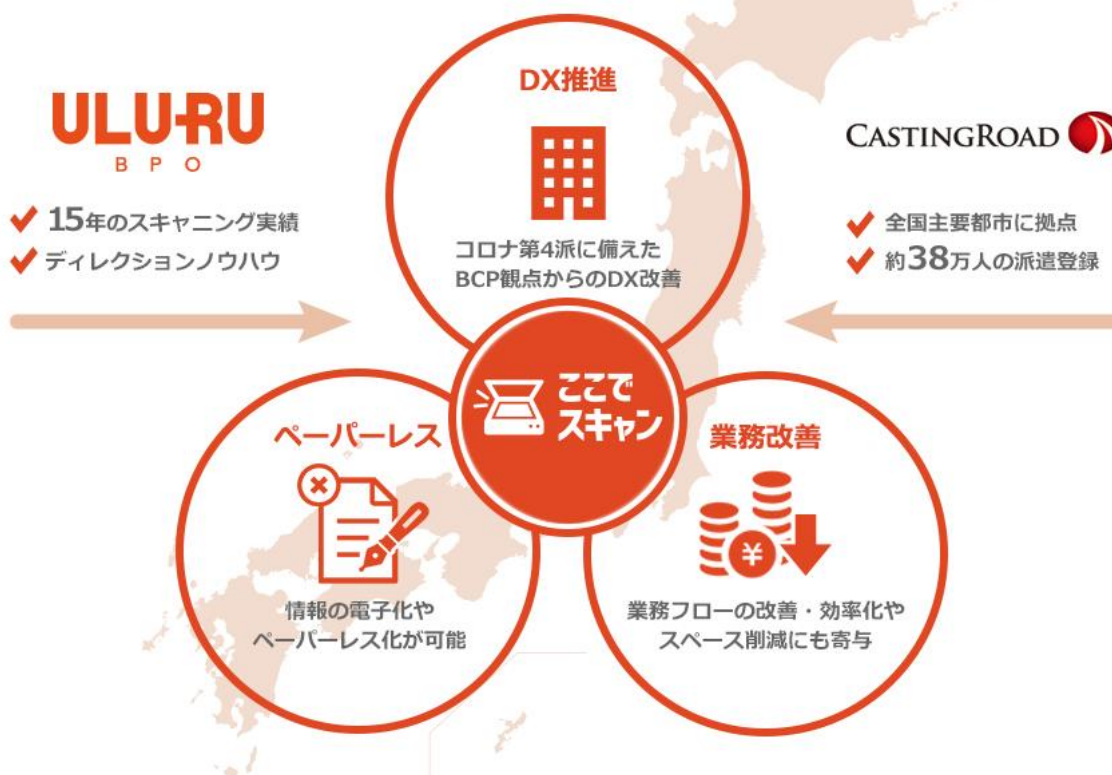 ULURU
BPO
15年のスキャニング実績
ディレクションノウハウ
DX推進
コロナ第4派に備えた
BCP観点からのDX改善
CASTINGROAD
全国主要都市に拠点
約38万人の派遣登録
ここで
スキャン
ペーパーレス
情報の電子化や
ペーパーレス化が可能
業務改善
¥
業務フローの改善・効率化や
スペース削減にも寄与